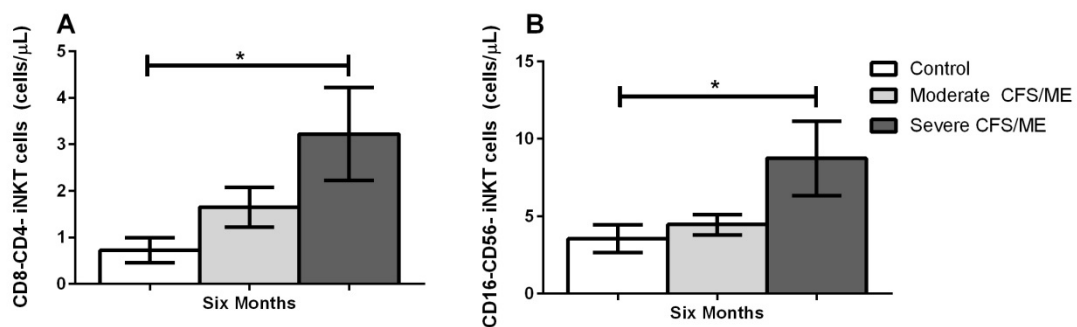 A
CD8-CD4- iNKT cells (cells/µL)
5
4
3
2
1
0
*
Six Months
B
CD16-CD56- iNKT cells (cells/µL)
15
10
5
0
*
Six Months
Control
Moderate CFS/ME
Severe CFS/ME